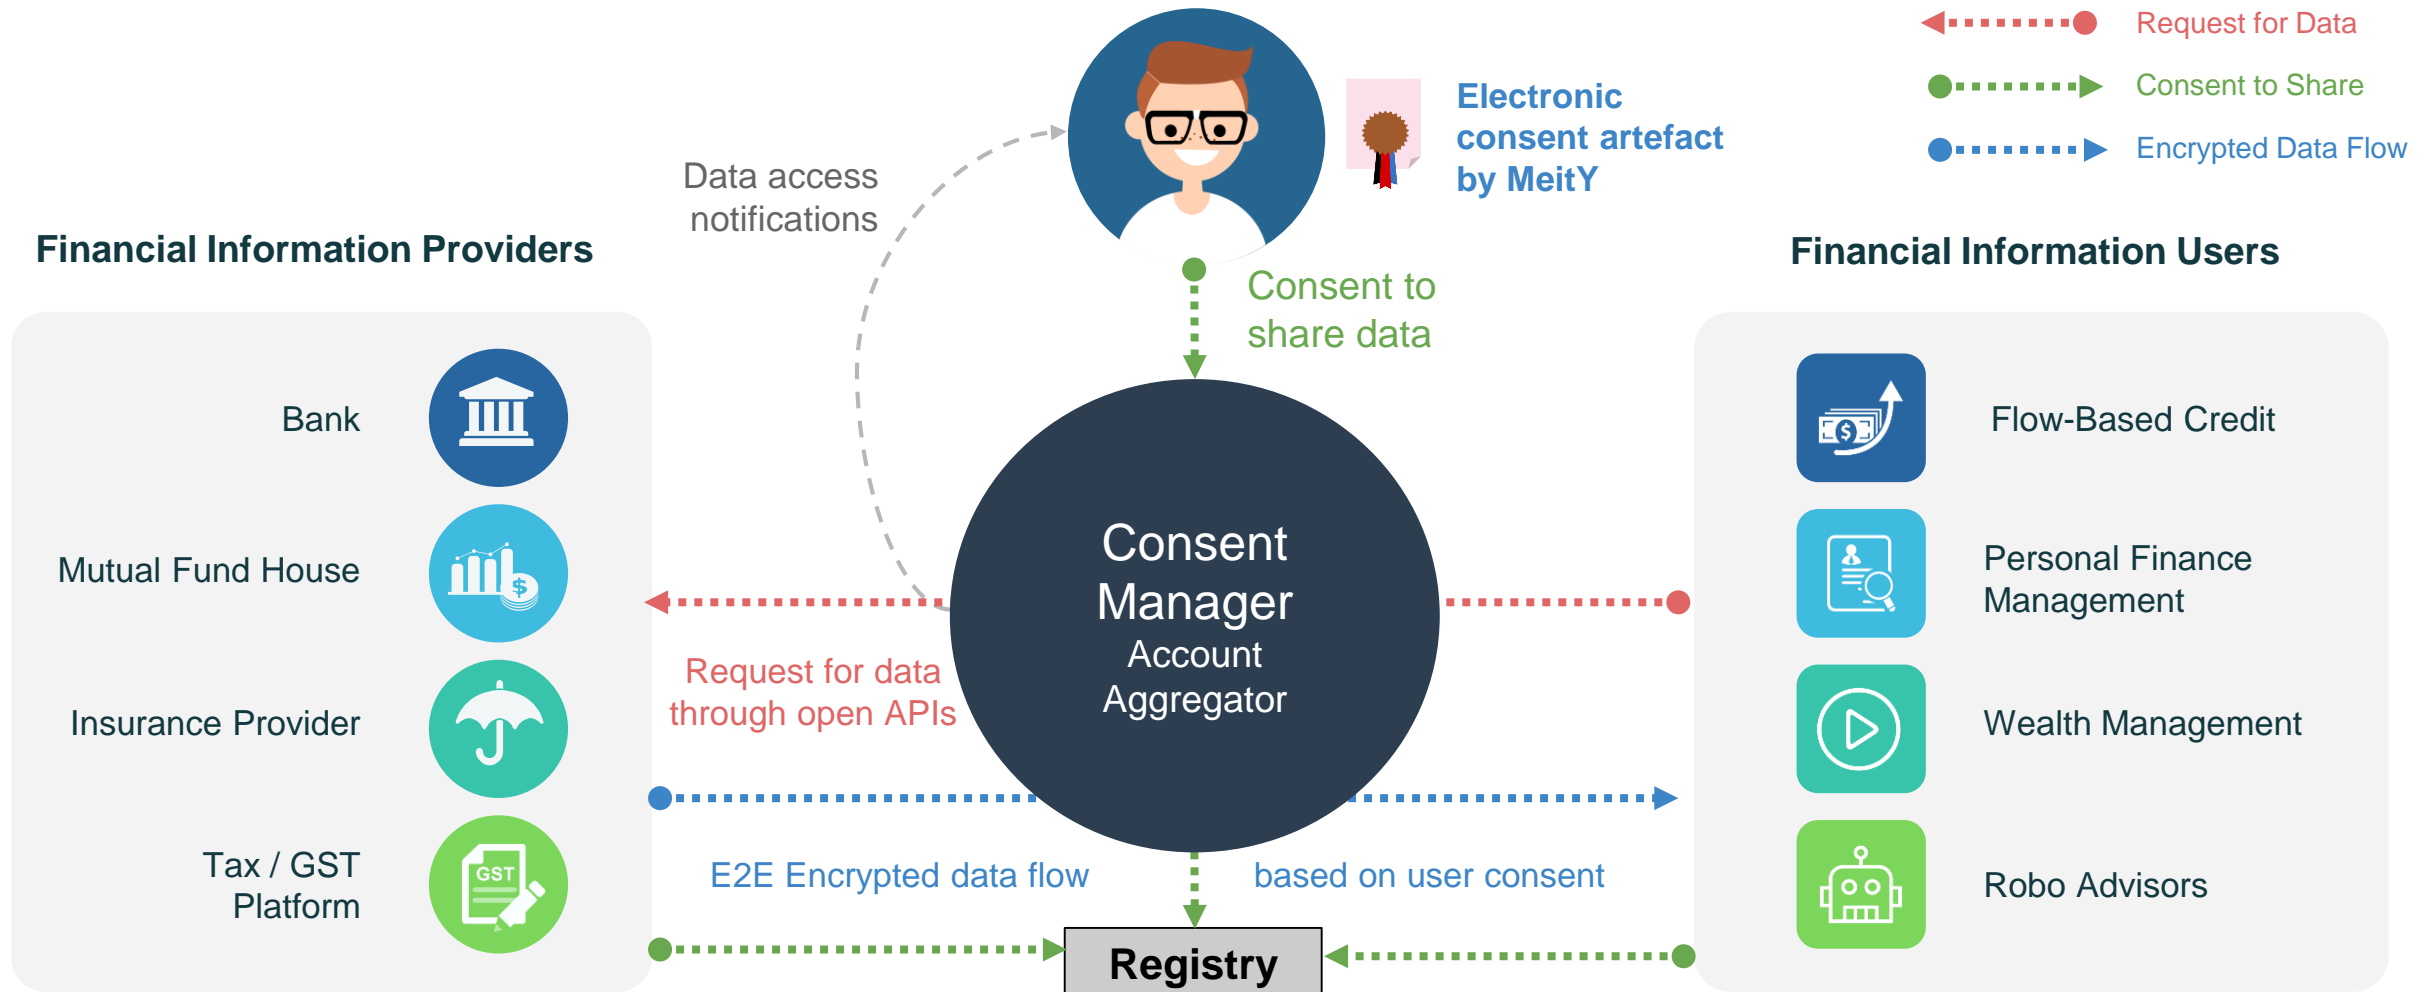 Request for Data
Consent to Share
Encrypted Data Flow
Electronic
consent artefact
by MeitY
Data access
notifications
Financial Information Providers
Financial Information Users
Consent to
share data
Bank
Mutual Fund House
Insurance Provider
Tax / GST
Platform
GST
Consent
Manager
Account
Aggregator
Request for data
through open APIs
E2E Encrypted data flow
based on user consent
Registry
Flow-Based Credit
Personal Finance
Management
Wealth Management
Robo Advisors